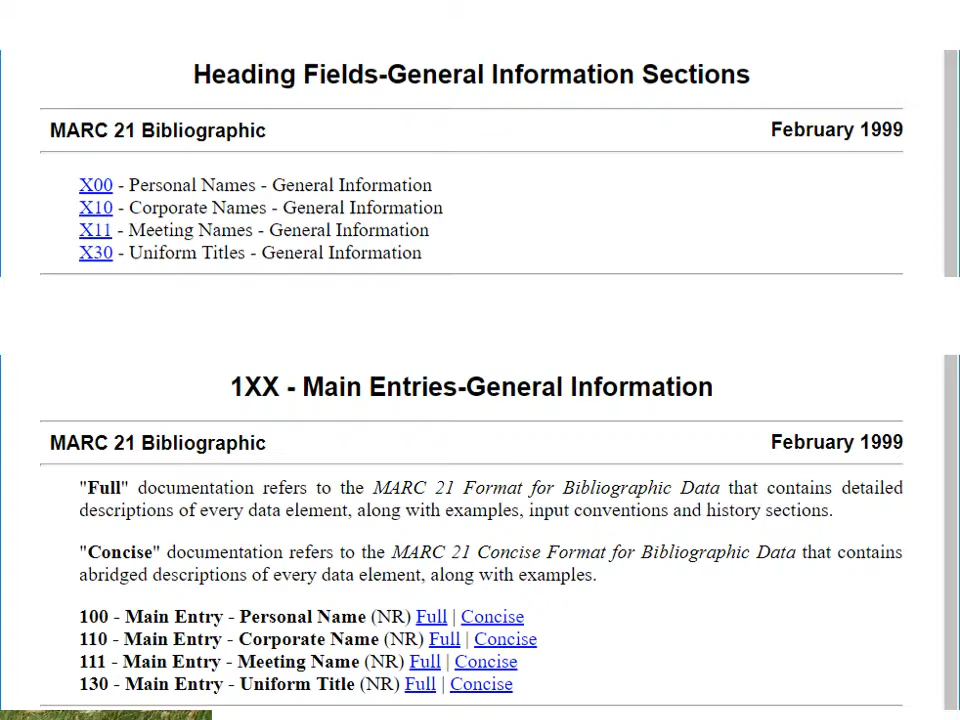 Heading Fields-General Information Sections
MARC 21 Bibliographic February 1999
X00 - Personal Names - General Information
X10 - Corporate Names - General Information
X11 - Meeting Names - General Information
X30 - Uniform Titles - General Information
1XX - Main Entries-General Information
MARC 21 Bibliographic February 1999
"Full" documentation refers to the MARC 21 Format for Bibliographic Data that contains detailed
descriptions of every data element, along with examples, input conventions and history sections.
"Concise" documentation refers to the MARC 21 Concise Format for Bibliographic Data that contains
abridged descriptions of every data element, along with examples.
100 - Main Entry - Personal Name (NR) Full | Concise
110 - Main Entry - Corporate Name (NR) Full | Concise
111 - Main Entry - Meeting Name (NR) Full | Concise
130 - Main Entry - Uniform Title (NR) Full | Concise